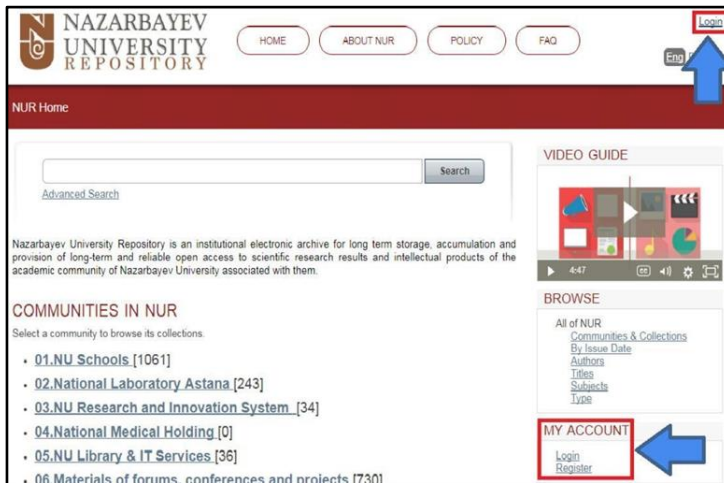 NAZARBAYEV
UNIVERSITY
REPOSITORY
HOME
ABOUT NUR
POLICY
FAQ
Login
Eng
NUR Home
Search
Advanced Search
Nazarbayev University Repository is an institutional electronic archive for long term storage, accumulation and
provision of long-term and reliable open access to scientific research results and intellectual products of the
academic community of Nazarbayev University associated with them.
COMMUNITIES IN NUR
Select a community to browse its collections.
01.NU Schools [1061]
02.National Laboratory Astana [243]
03.NU Research and Innovation System [34]
04.National Medical Holding [0]
05.NU Library & IT Services [36]
06.Materials of forums, conferences and projects [730]
VIDEO GUIDE
4:47
BROWSE
All of NUR
Communities & Collections
By Issue Date
Authors
Titles
Subjects
Type
MY ACCOUNT
Login
Register